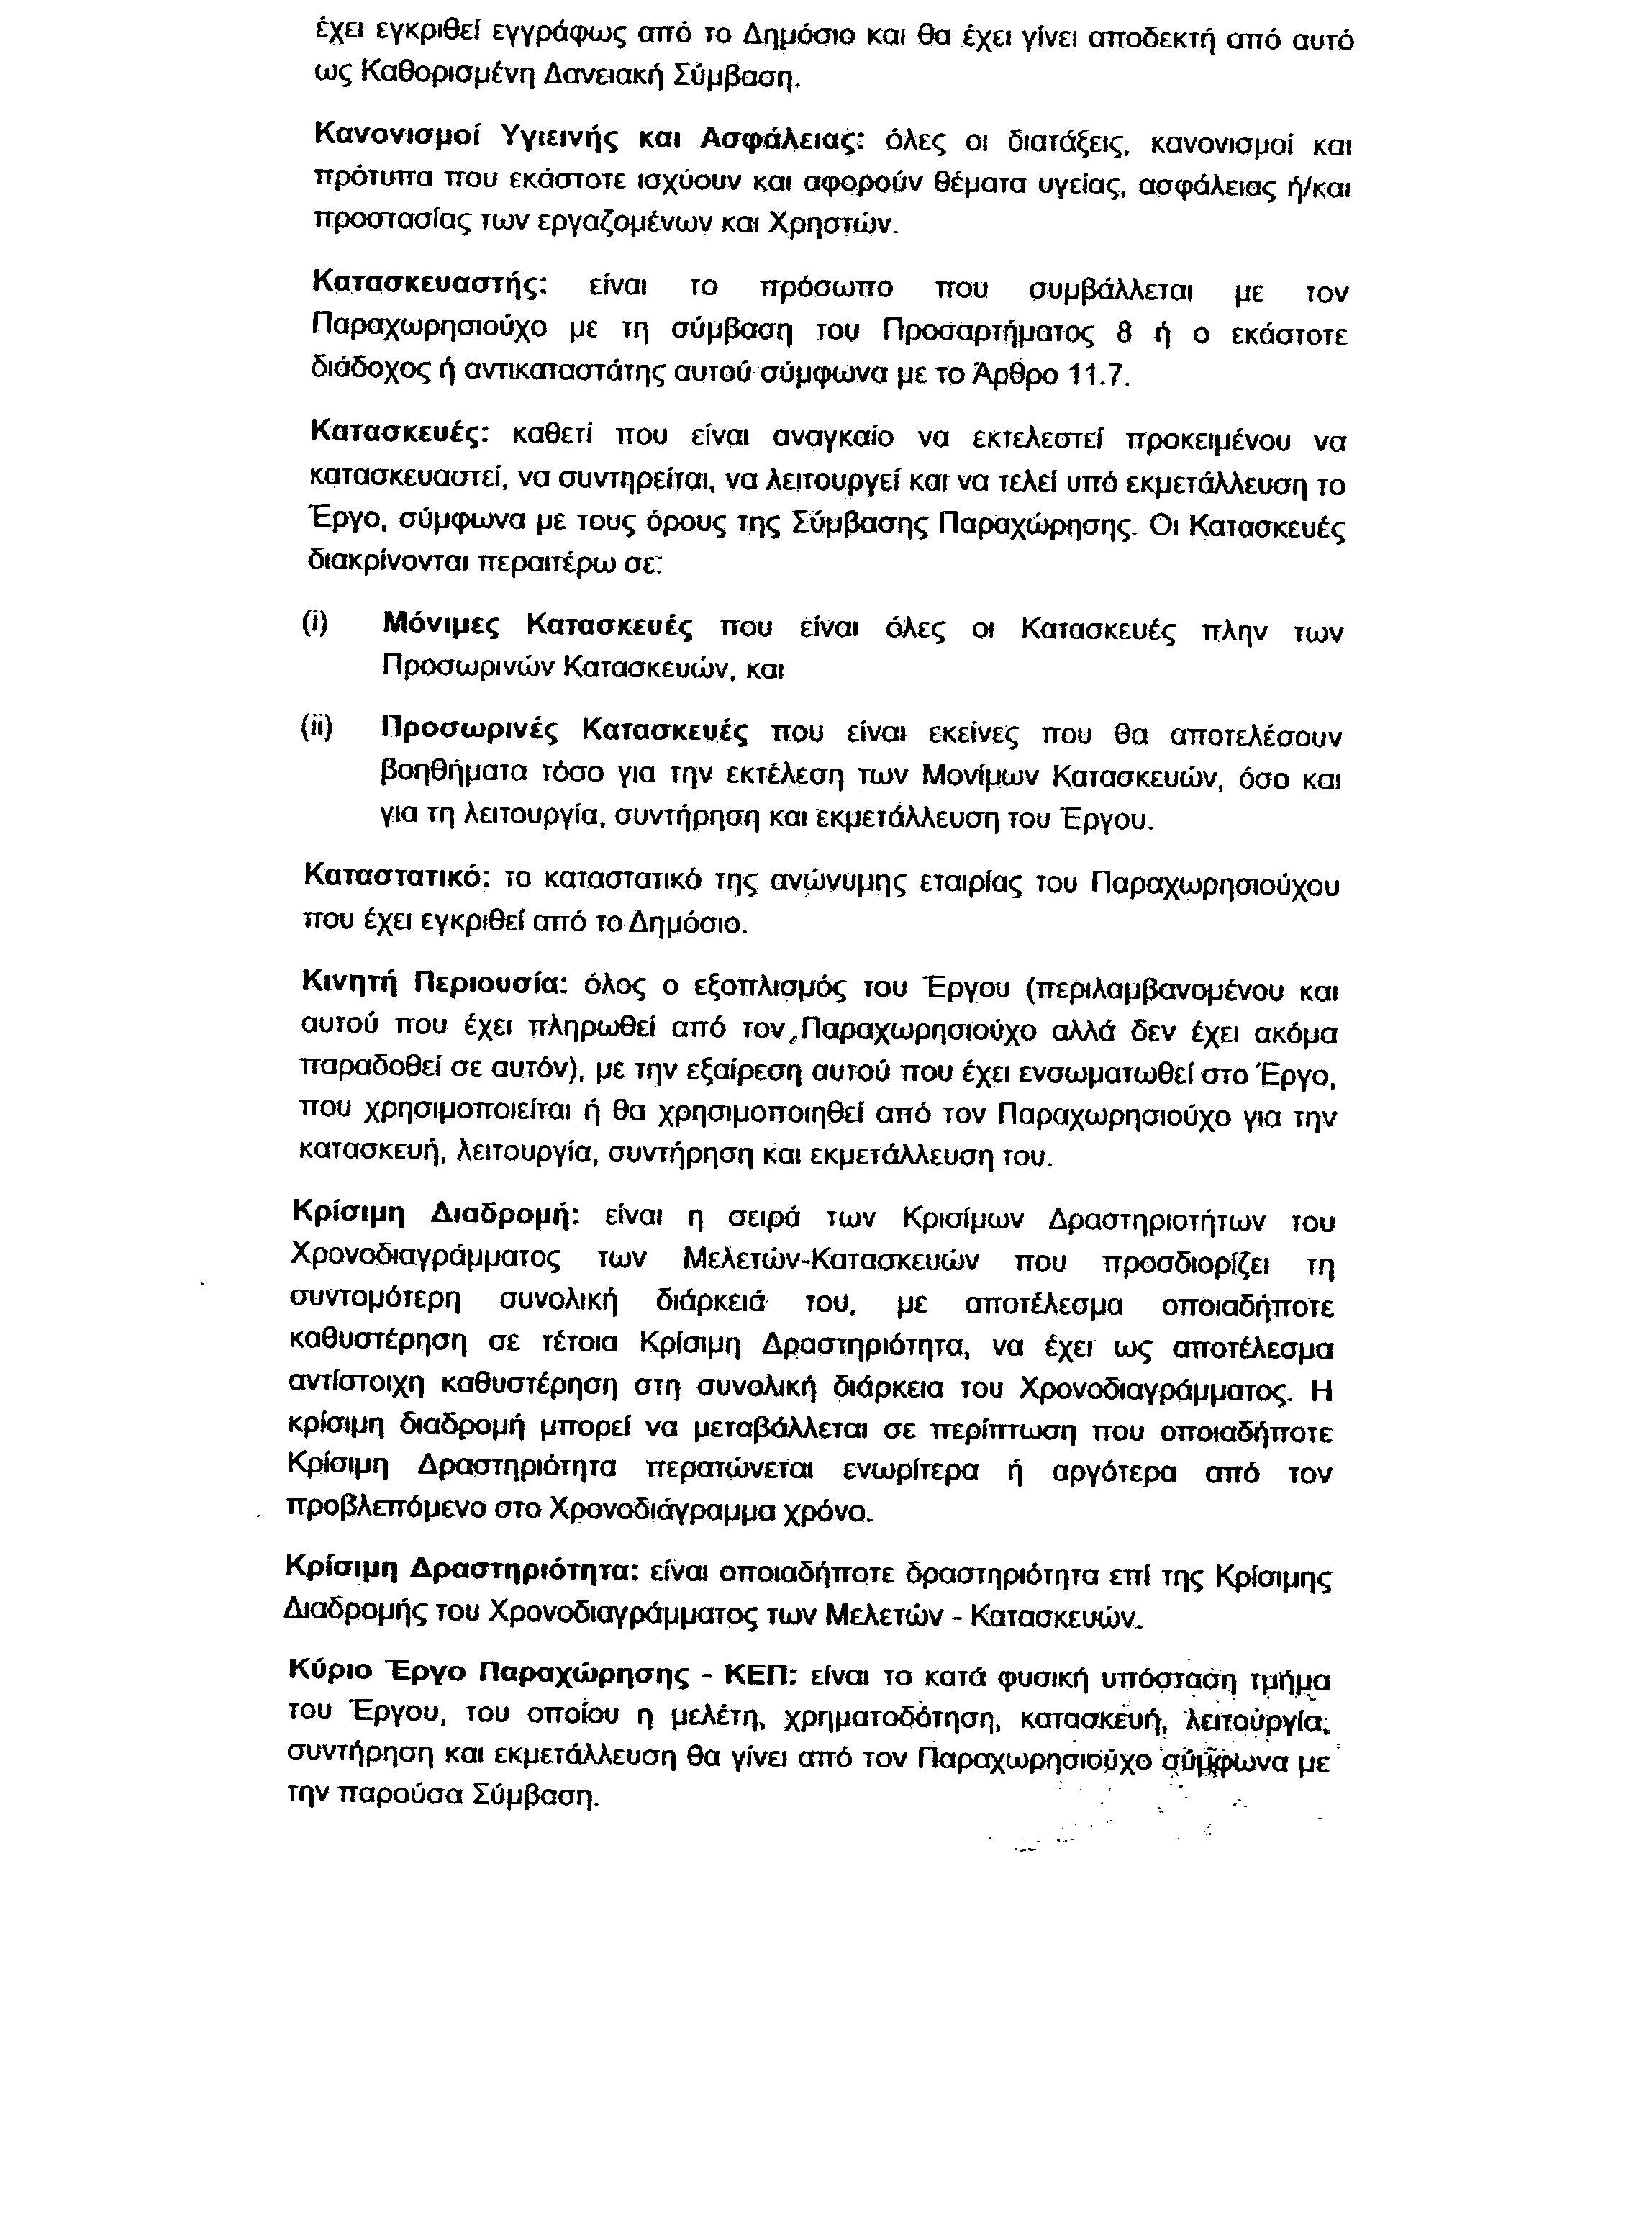 έχει εγκριθεί εγγράφως από το Δημόσιο και θα έχει γίνει αποδεκτή από αυτό
ως Καθορισμένη Δανειακή Σύμβαση.
Κανονισμοί Υγιεινής και Ασφάλειας: όλες οι διατάξεις, κανονισμοί και
πρότυπα που εκάστοτε ισχύουν και αφορούν θέματα υγείας, ασφάλειας ή/και
προστασίας των εργαζομένων και Χρηστών.
Κατασκευαστής: είναι το πρόσωπο που συμβάλλεται με τον
Παραχωρησιούχο με τη σύμβαση του Προσαρτήματος 8 ή ο εκάστοτε
διάδοχος ή αντικαταστάτης αυτού σύμφωνα με το Άρθρο 11.7.
Κατασκευές: καθετί που είναι αναγκαίο να εκτελεστεί προκειμένου να
κατασκευαστεί, να συντηρείται, να λειτουργεί και να τελεί υπό εκμετάλλευση το
Έργο, σύμφωνα με τους όρους της Σύμβασης Παραχώρησης. Οι Κατασκευές
διακρίνονται περαιτέρω σε:
(i) Μόνιμες Κατασκευές που είναι όλες οι Κατασκευές πλην των
Προσωρινών Κατασκευών, και
(ii) Προσωρινές Κατασκευές που είναι εκείνες που θα αποτελέσουν
βοηθήματα τόσο για την εκτέλεση των Μονίμων Κατασκευών, όσο και
για τη λειτουργία, συντήρηση και εκμετάλλευση του Έργου.
Καταστατικό: το καταστατικό της ανώνυμης εταιρίας του Παραχωρησιούχου
που έχει εγκριθεί από το Δημόσιο.
Κινητή Περιουσία: όλος ο εξοπλισμός του Έργου (περιλαμβανομένου και
αυτού που έχει πληρωθεί από τον Παραχωρησιούχο αλλά δεν έχει ακόμα
παραδοθεί σε αυτόν), με την εξαίρεση αυτού που έχει ενσωματωθεί στο Έργο,
που χρησιμοποιείται ή θα χρησιμοποιηθεί από τον Παραχωρησιούχο για την
κατασκευή, λειτουργία, συντήρηση και εκμετάλλευση του.
Κρίσιμη Διαδρομή: είναι η σειρά των Κρισίμων Δραστηριοτήτων του
Χρονοδιαγράμματος των Μελετών-Κατασκευών που προσδιορίζει τη
συντομότερη συνολική διάρκειά του, με αποτέλεσμα οποιαδήποτε
καθυστέρηση σε τέτοια Κρίσιμη Δραστηριότητα, να έχει ως αποτέλεσμα
αντίστοιχη καθυστέρηση στη συνολική διάρκεια του Χρονοδιαγράμματος. Η
κρίσιμη διαδρομή μπορεί να μεταβάλλεται σε περίπτωση που οποιαδήποτε
Κρίσιμη Δραστηριότητα περατώνεται ενωρίτερα ή αργότερα από τον
προβλεπόμενο στο Χρονοδιάγραμμα χρόνο.
Κρίσιμη Δραστηριότητα: είναι οποιαδήποτε δραστηριότητα επί της Κρίσιμης
Διαδρομής του Χρονοδιαγράμματος των Μελετών - Κατασκευών.
Κύριο Έργο Παραχώρησης - ΚΕΠ: είναι το κατά φυσική υπόσταση τμήμα
του Έργου, του οποίου η μελέτη, χρηματοδότηση, κατασκευή, λειτουργία,
συντήρηση και εκμετάλλευση θα γίνει από τον Παραχωρησιούχο σύμφωνα με
την παρούσα Σύμβαση.